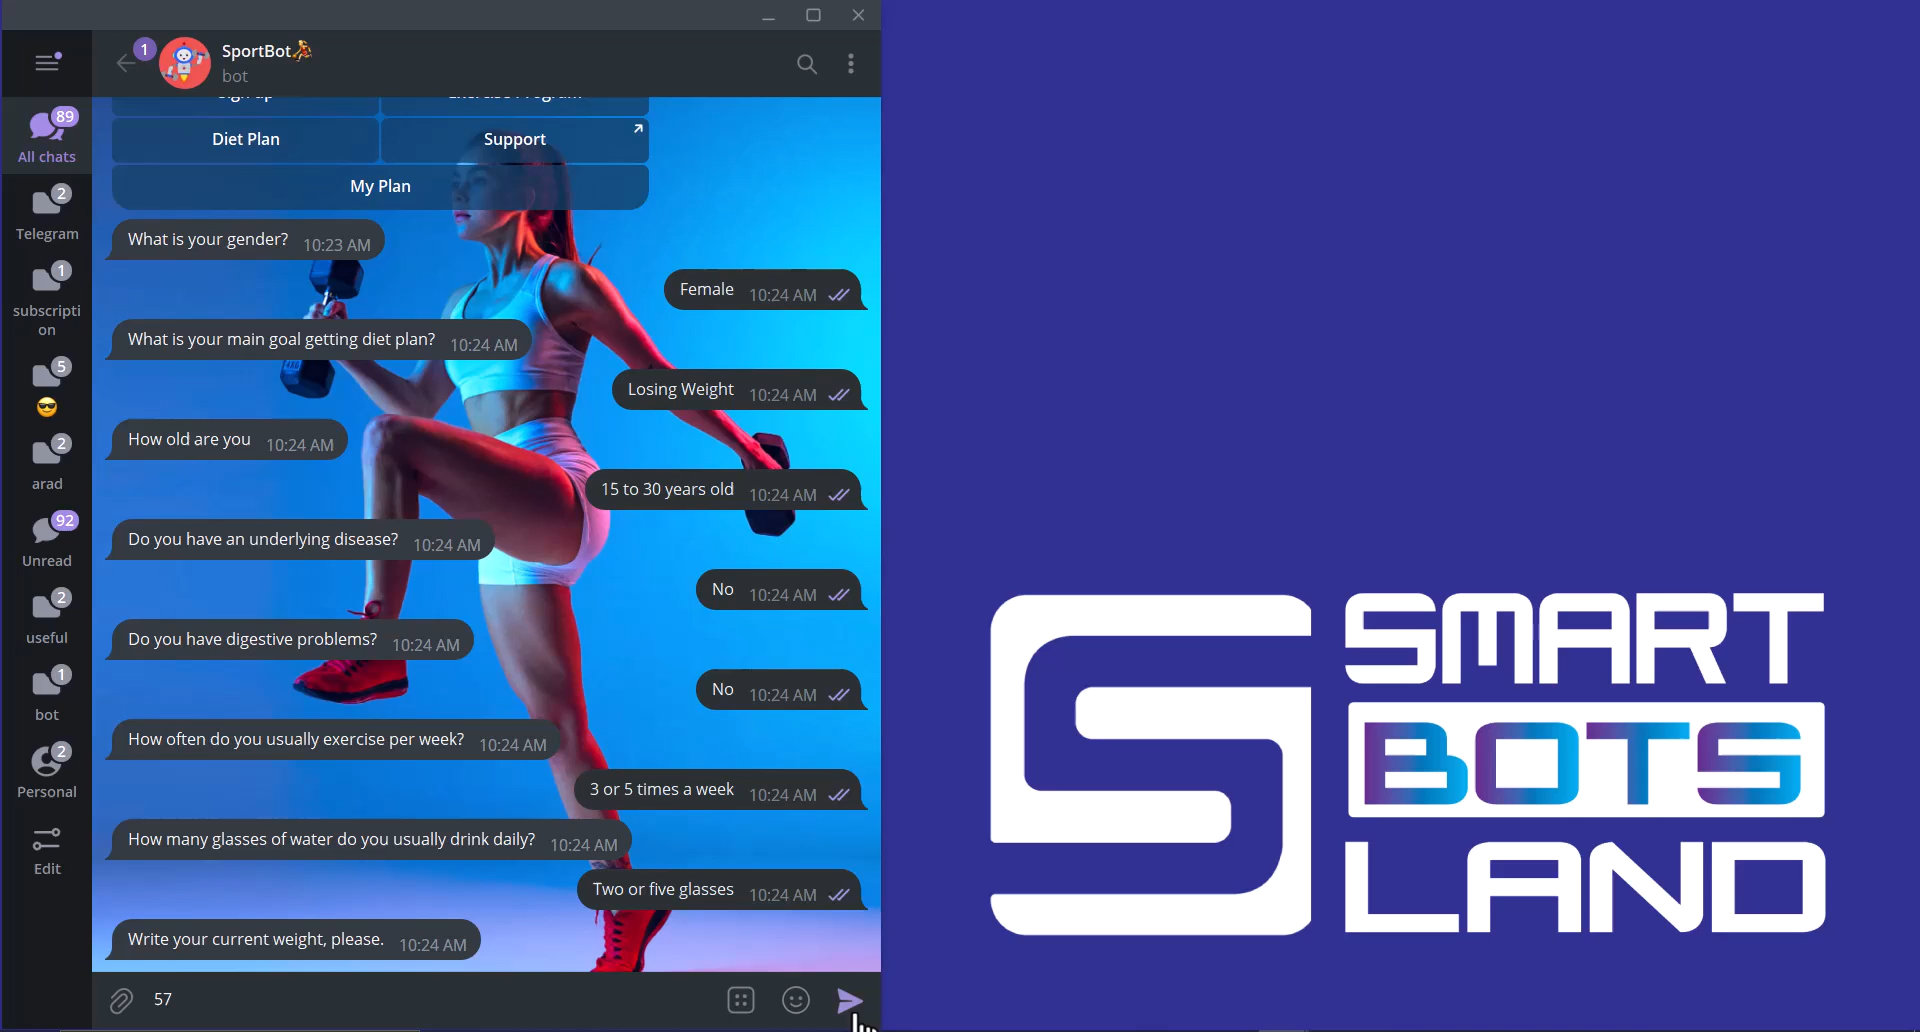 1
SportBot
bot
89
All chats
2
Telegram
1
subscripti
on
5
2
arad
92
Unread
2
useful
1
bot
2
Personal
Edit
Sign up
Exercise Program
Diet Plan
Support
My Plan
What is your gender? 10:23 AM
Female 10:24 AM
What is your main goal getting diet plan? 10:24 AM
Losing Weight 10:24 AM
How old are you 10:24 AM
15 to 30 years old 10:24 AM
Do you have an underlying disease? 10:24 AM
No 10:24 AM
Do you have digestive problems? 10:24 AM
No 10:24 AM
How often do you usually exercise per week? 10:24 AM
3 or 5 times a week 10:24 AM
How many glasses of water do you usually drink daily? 10:24 AM
Two or five glasses 10:24 AM
Write your current weight, please. 10:24 AM
57
SMART
BOTS
LAND